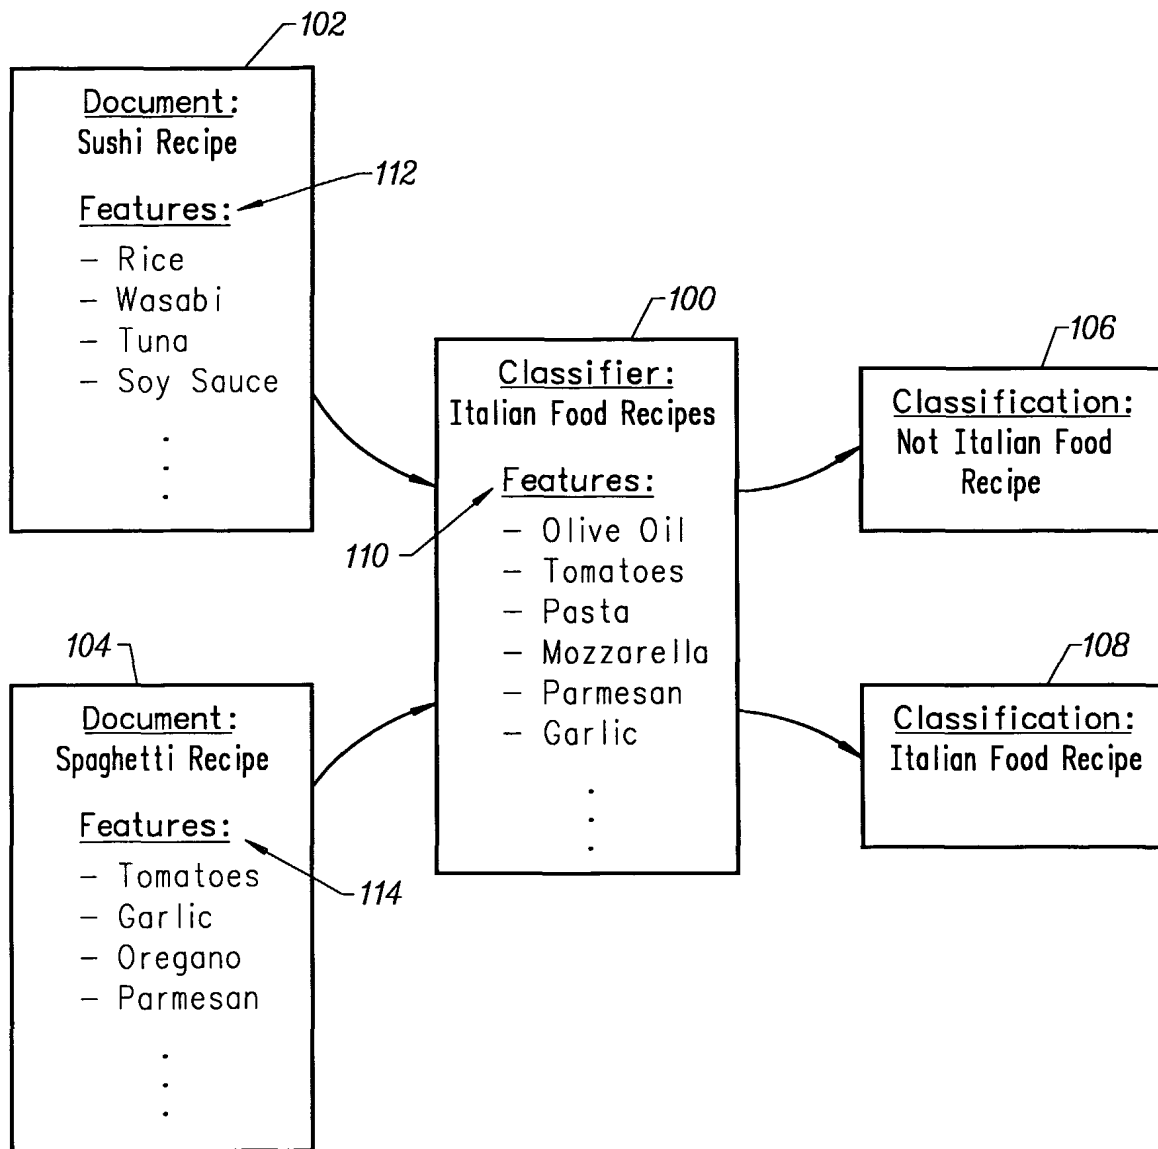 102
Document:
Sushi Recipe
112
Features:
- Rice
- Wasabi
- Tuna
- Soy Sauce
.
.
.
104
Document:
Spaghetti Recipe
Features:
114
- Tomatoes
- Garlic
- Oregano
- Parmesan
.
.
.
100
Classifier:
Italian Food Recipes
Features:
110
- Olive Oil
- Tomatoes
- Pasta
- Mozzarella
- Parmesan
- Garlic
.
.
.
106
Classification:
Not Italian Food
Recipe
108
Classification:
Italian Food Recipe